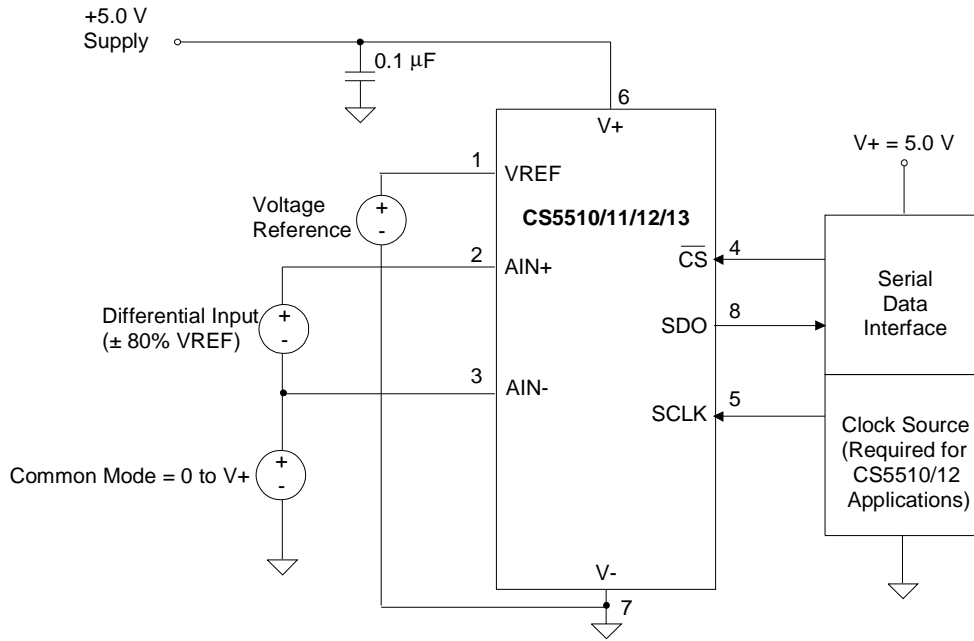 +5.0 V
Supply
0.1 µF
6
V+
V+ = 5.0 V
1
VREF
Voltage
Reference
+
-
CS5510/11/12/13
2
AIN+
CS
4
Serial
Data
Interface
Differential Input
(± 80% VREF)
+
-
SDO
8
3
AIN-
SCLK
5
Clock Source
(Required for
CS5510/12
Applications)
Common Mode = 0 to V+
+
-
V-
7